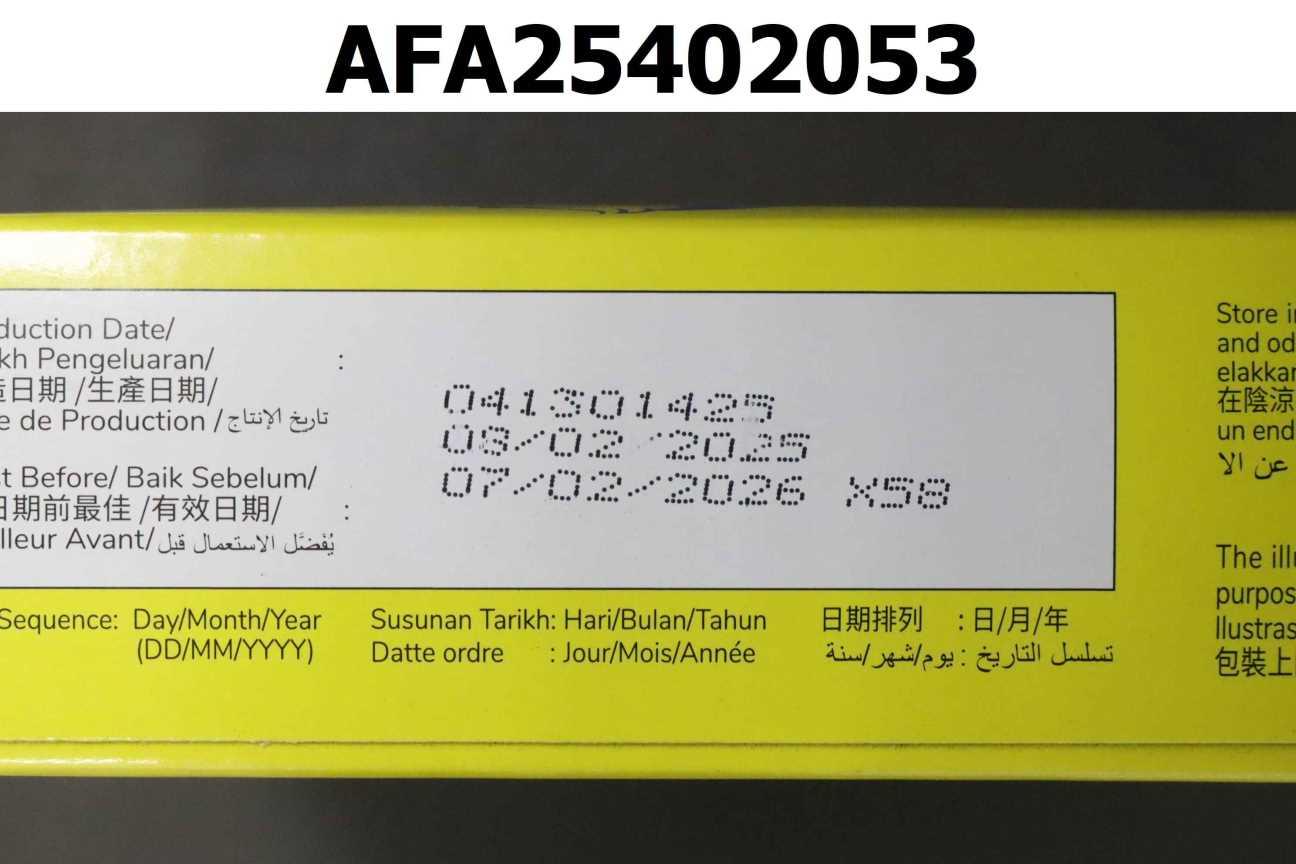 AFA25402053
duction Date/
kh Pengeluaran/ :
造日期 /生產日期/
e de Production / تاريخ الإنتاج
041301425
08/02/2025
07/02/2026 X58
t Before/ Baik Sebelum/
日期前最佳 /有效日期/ :
lleur Avant/ يُفضَّل الاستعمال قبل
Sequence: Day/Month/Year
(DD/MM/YYYY)
Susunan Tarikh: Hari/Bulan/Tahun
Datte ordre : Jour/Mois/Année
日期排列 : 日/月/年
تسلسل التاريخ : يوم/شهر/سنة
Store i
and od
elakkar
在陰涼
un end
عن الا
The illu
purpos
llustras
包裝上